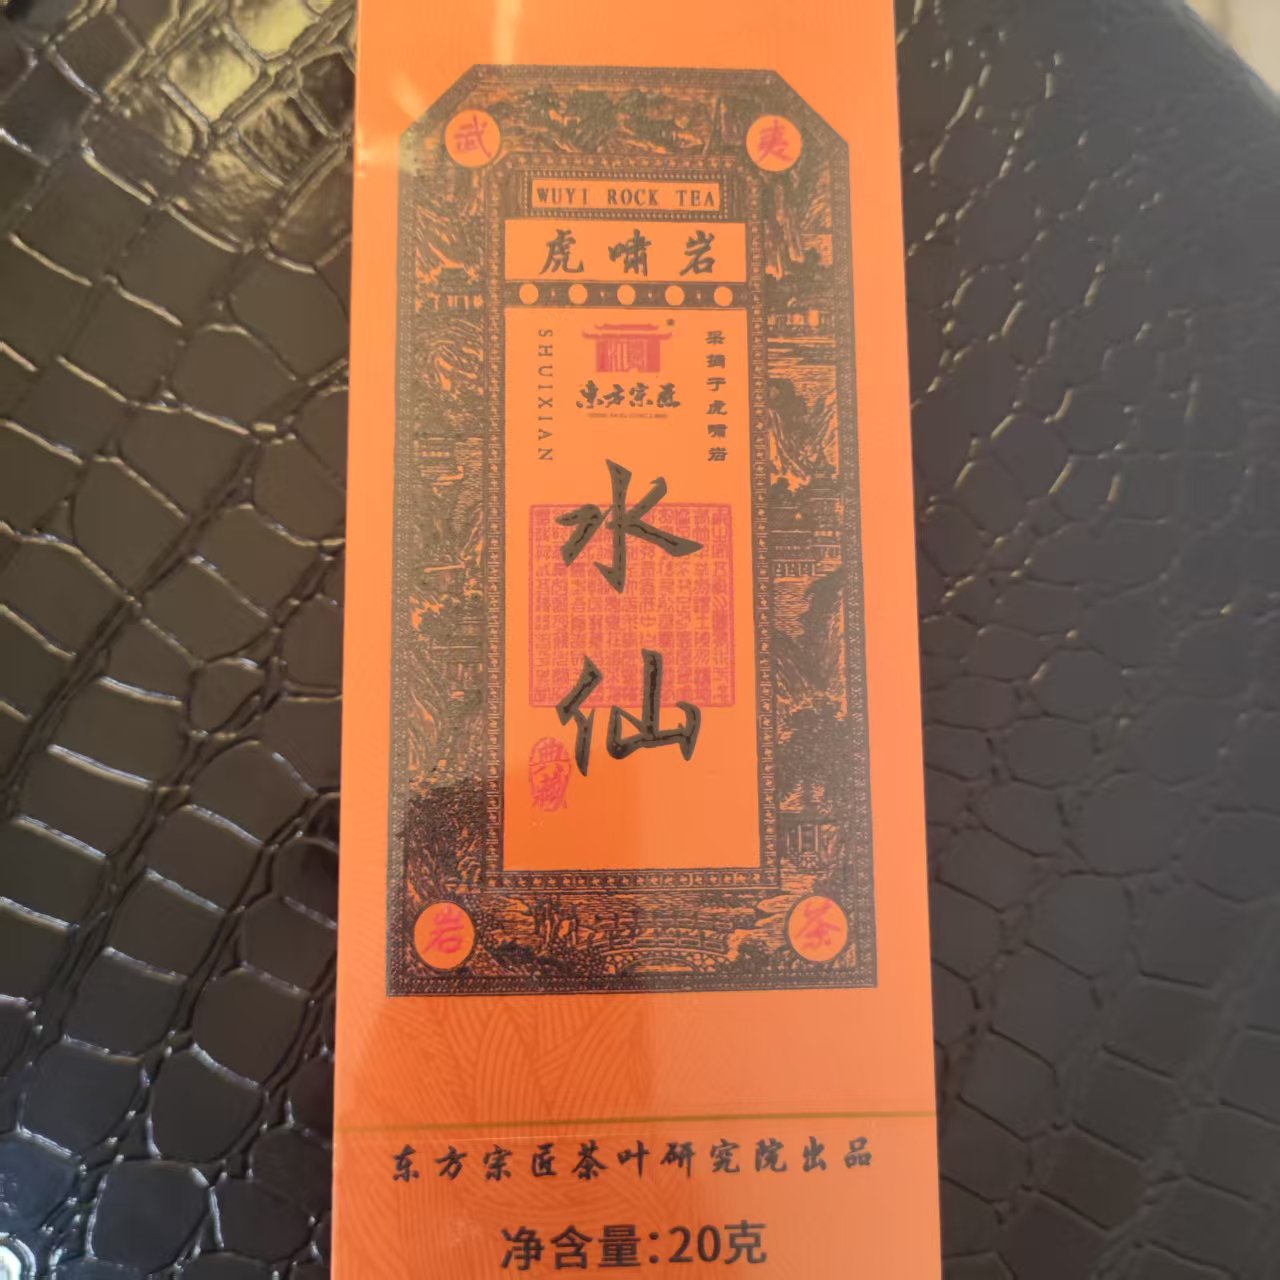 武 夷
WUYI ROCK TEA
虎啸岩
SHUIXIAN
东方宗匠
采摘于虎啸岩
水仙
典藏
岩 茶
东方宗匠茶叶研究院出品
净含量:20克